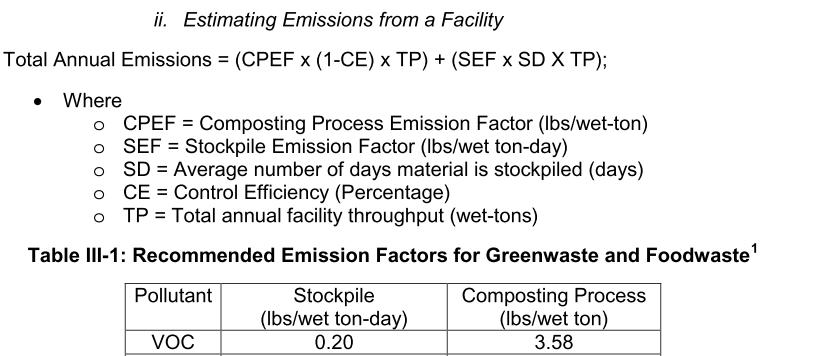 ii. Estimating Emissions from a Facility
Total Annual Emissions = (CPEF x (1-CE) x TP) + (SEF x SD X TP);
• Where
o CPEF = Composting Process Emission Factor (lbs/wet-ton)
o SEF = Stockpile Emission Factor (lbs/wet ton-day)
o SD = Average number of days material is stockpiled (days)
o CE = Control Efficiency (Percentage)
o TP = Total annual facility throughput (wet-tons)
Table III-1: Recommended Emission Factors for Greenwaste and Foodwaste1
Pollutant Stockpile Composting Process
(lbs/wet ton-day) (lbs/wet ton)
VOC 0.20 3.58